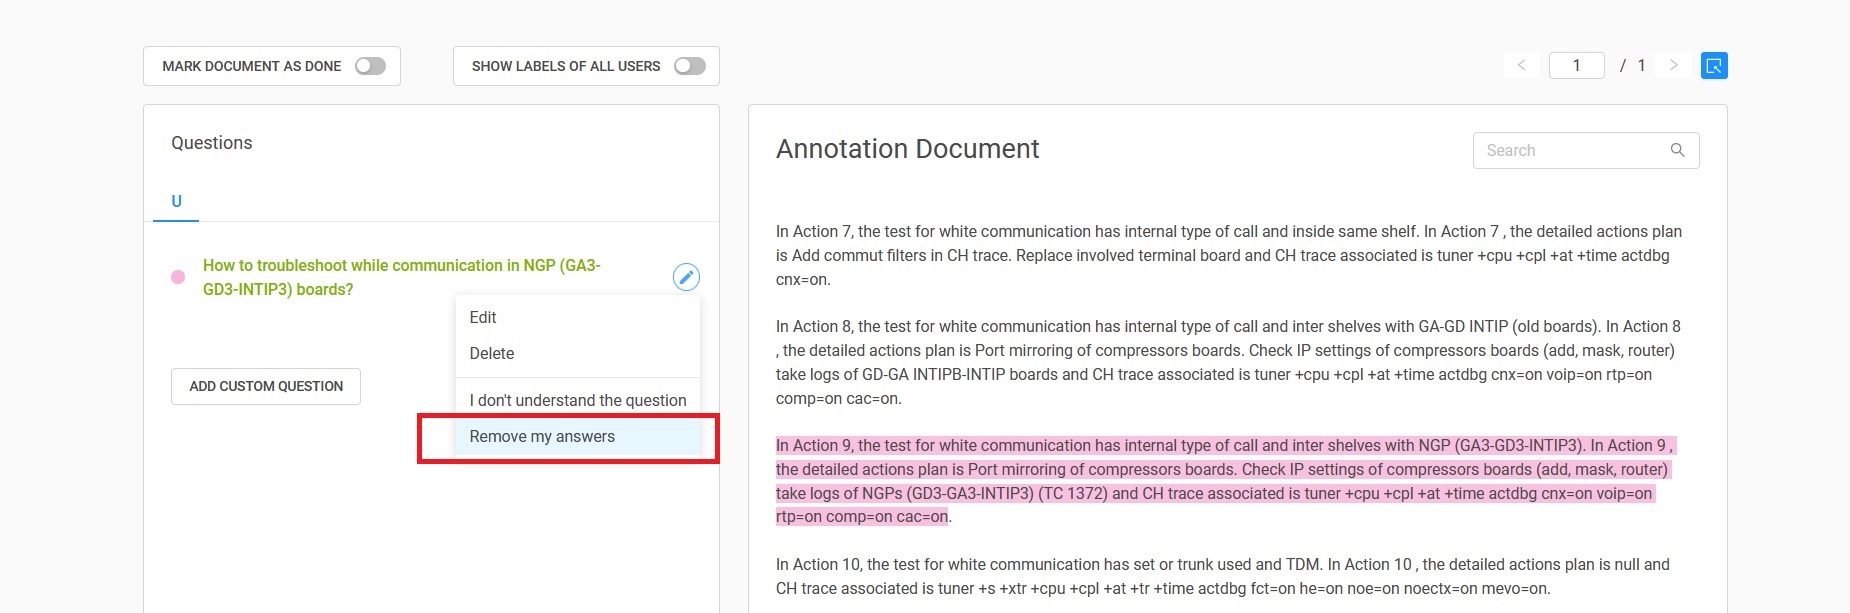 MARK DOCUMENT AS DONE
SHOW LABELS OF ALL USERS
< 1 / 1 >
Questions
U
How to troubleshoot while communication in NGP (GA3-
GD3-INTIP3) boards?
Edit
Delete
I don't understand the question
Remove my answers
ADD CUSTOM QUESTION
Annotation Document
Search
In Action 7, the test for white communication has internal type of call and inside same shelf. In Action 7 , the detailed actions plan
is Add commut filters in CH trace. Replace involved terminal board and CH trace associated is tuner +cpu +cpl +at +time actdbg
cnx=on.
In Action 8, the test for white communication has internal type of call and inter shelves with GA-GD INTIP (old boards). In Action 8
, the detailed actions plan is Port mirroring of compressors boards. Check IP settings of compressors boards (add, mask, router)
take logs of GD-GA INTIPB-INTIP boards and CH trace associated is tuner +cpu +cpl +at +time actdbg cnx=on voip=on rtp=on
comp=on cac=on.
In Action 9, the test for white communication has internal type of call and inter shelves with NGP (GA3-GD3-INTIP3). In Action 9 ,
the detailed actions plan is Port mirroring of compressors boards. Check IP settings of compressors boards (add, mask, router)
take logs of NGPs (GD3-GA3-INTIP3) (TC 1372) and CH trace associated is tuner +cpu +cpl +at +time actdbg cnx=on voip=on
rtp=on comp=on cac=on.
In Action 10, the test for white communication has set or trunk used and TDM. In Action 10 , the detailed actions plan is null and
CH trace associated is tuner +s +xtr +cpu +cpl +at +tr +time actdbg fct=on he=on noe=on noectx=on mevo=on.